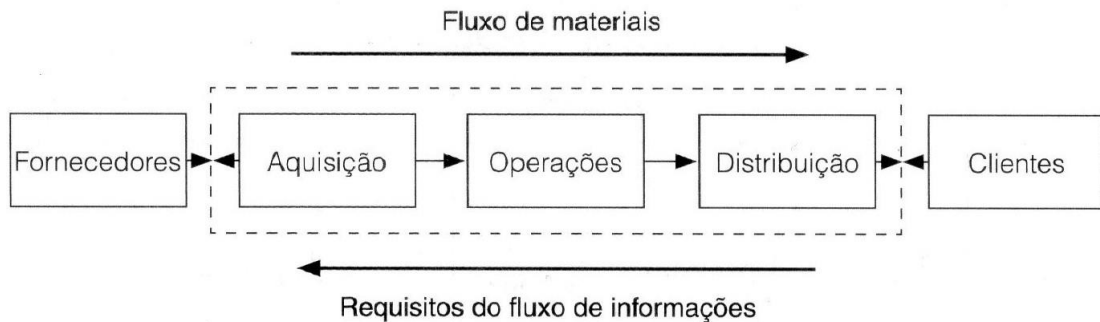 Fluxo de materiais
Fornecedores
Aquisição
Operações
Distribuição
Clientes
Requisitos do fluxo de informações